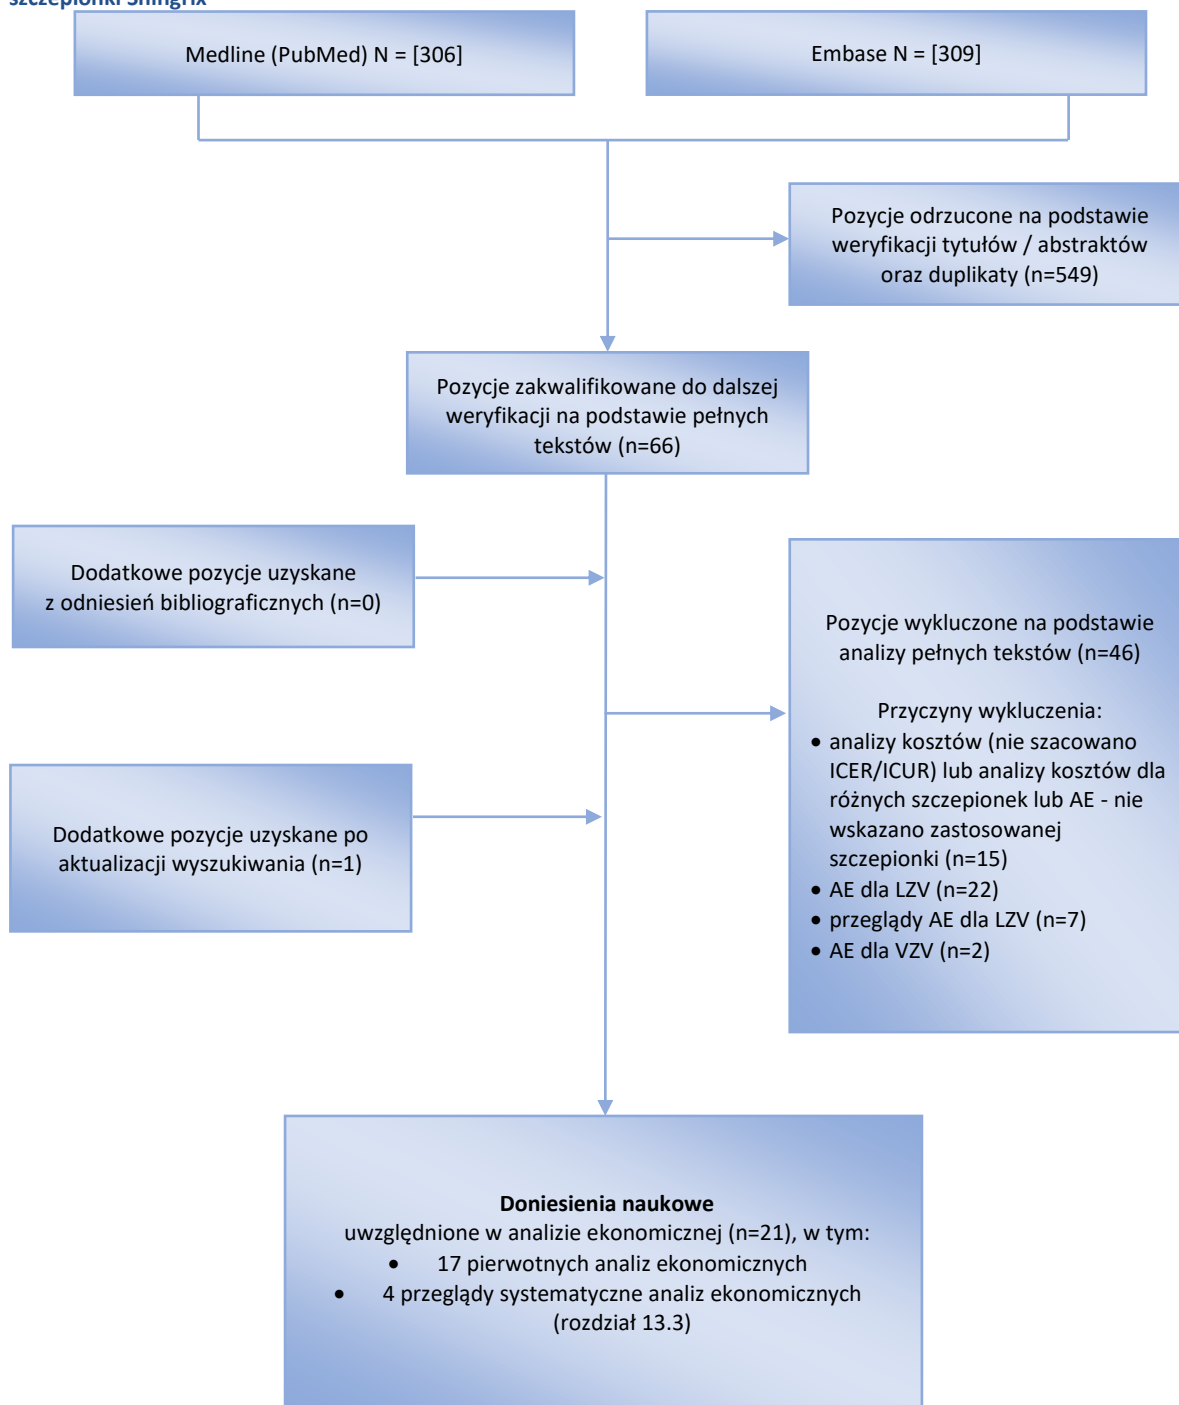 szczepionki Shingrix
Medline (PubMed) N = [306]
Embase N = [309]
Pozycje odrzucone na podstawie
weryfikacji tytułów / abstraktów
oraz duplikaty (n=549)
Pozycje zakwalifikowane do dalszej
weryfikacji na podstawie pełnych
tekstów (n=66)
Dodatkowe pozycje uzyskane
z odniesień bibliograficznych (n=0)
Pozycje wykluczone na podstawie
analizy pełnych tekstów (n=46)
Przyczyny wykluczenia:
• analizy kosztów (nie szacowano
ICER/ICUR) lub analizy kosztów dla
różnych szczepionek lub AE - nie
wskazano zastosowanej
szczepionki (n=15)
• AE dla LZV (n=22)
• przeglądy AE dla LZV (n=7)
• AE dla VZV (n=2)
Dodatkowe pozycje uzyskane po
aktualizacji wyszukiwania (n=1)
Doniesienia naukowe
uwzględnione w analizie ekonomicznej (n=21), w tym:
• 17 pierwotnych analiz ekonomicznych
• 4 przeglądy systematyczne analiz ekonomicznych
(rozdział 13.3)